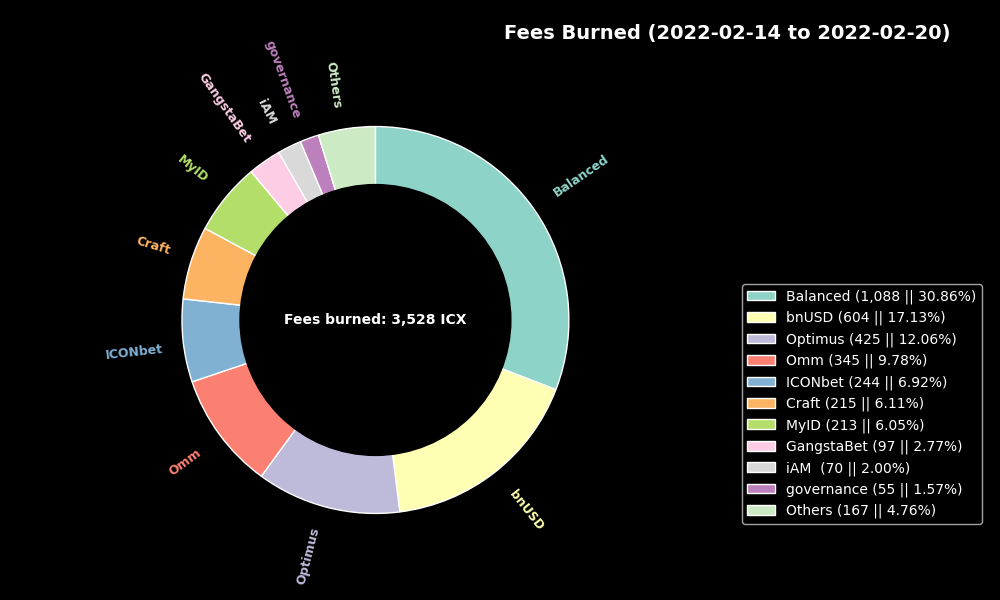 Fees Burned (2022-02-14 to 2022-02-20)
governance
Others
GangstaBet
iAM
MyID
Balanced
Craft
ICONbet
Fees burned: 3,528 ICX
Omm
bnUSD
Optimus
Balanced (1,088 || 30.86%)
bnUSD (604 || 17.13%)
Optimus (425 || 12.06%)
Omm (345 || 9.78%)
ICONbet (244 || 6.92%)
Craft (215 || 6.11%)
MyID (213 || 6.05%)
GangstaBet (97 || 2.77%)
iAM  (70 || 2.00%)
governance (55 || 1.57%)
Others (167 || 4.76%)